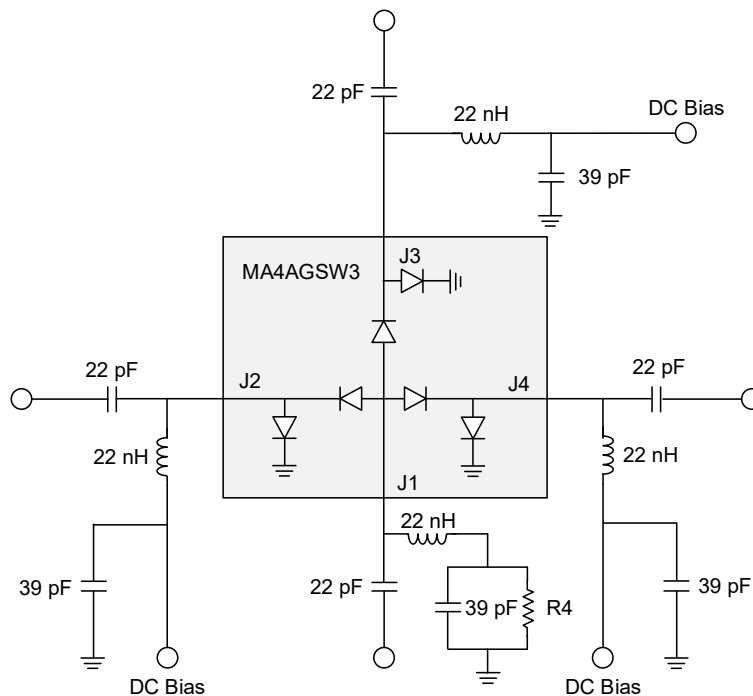 22 pF
22 nH
DC Bias
39 pF
MA4AGSW3
J3
22 pF
J2
J4
22 pF
22 nH
22 nH
J1
22 nH
39 pF
22 pF
39 pF
R4
39 pF
DC Bias
DC Bias